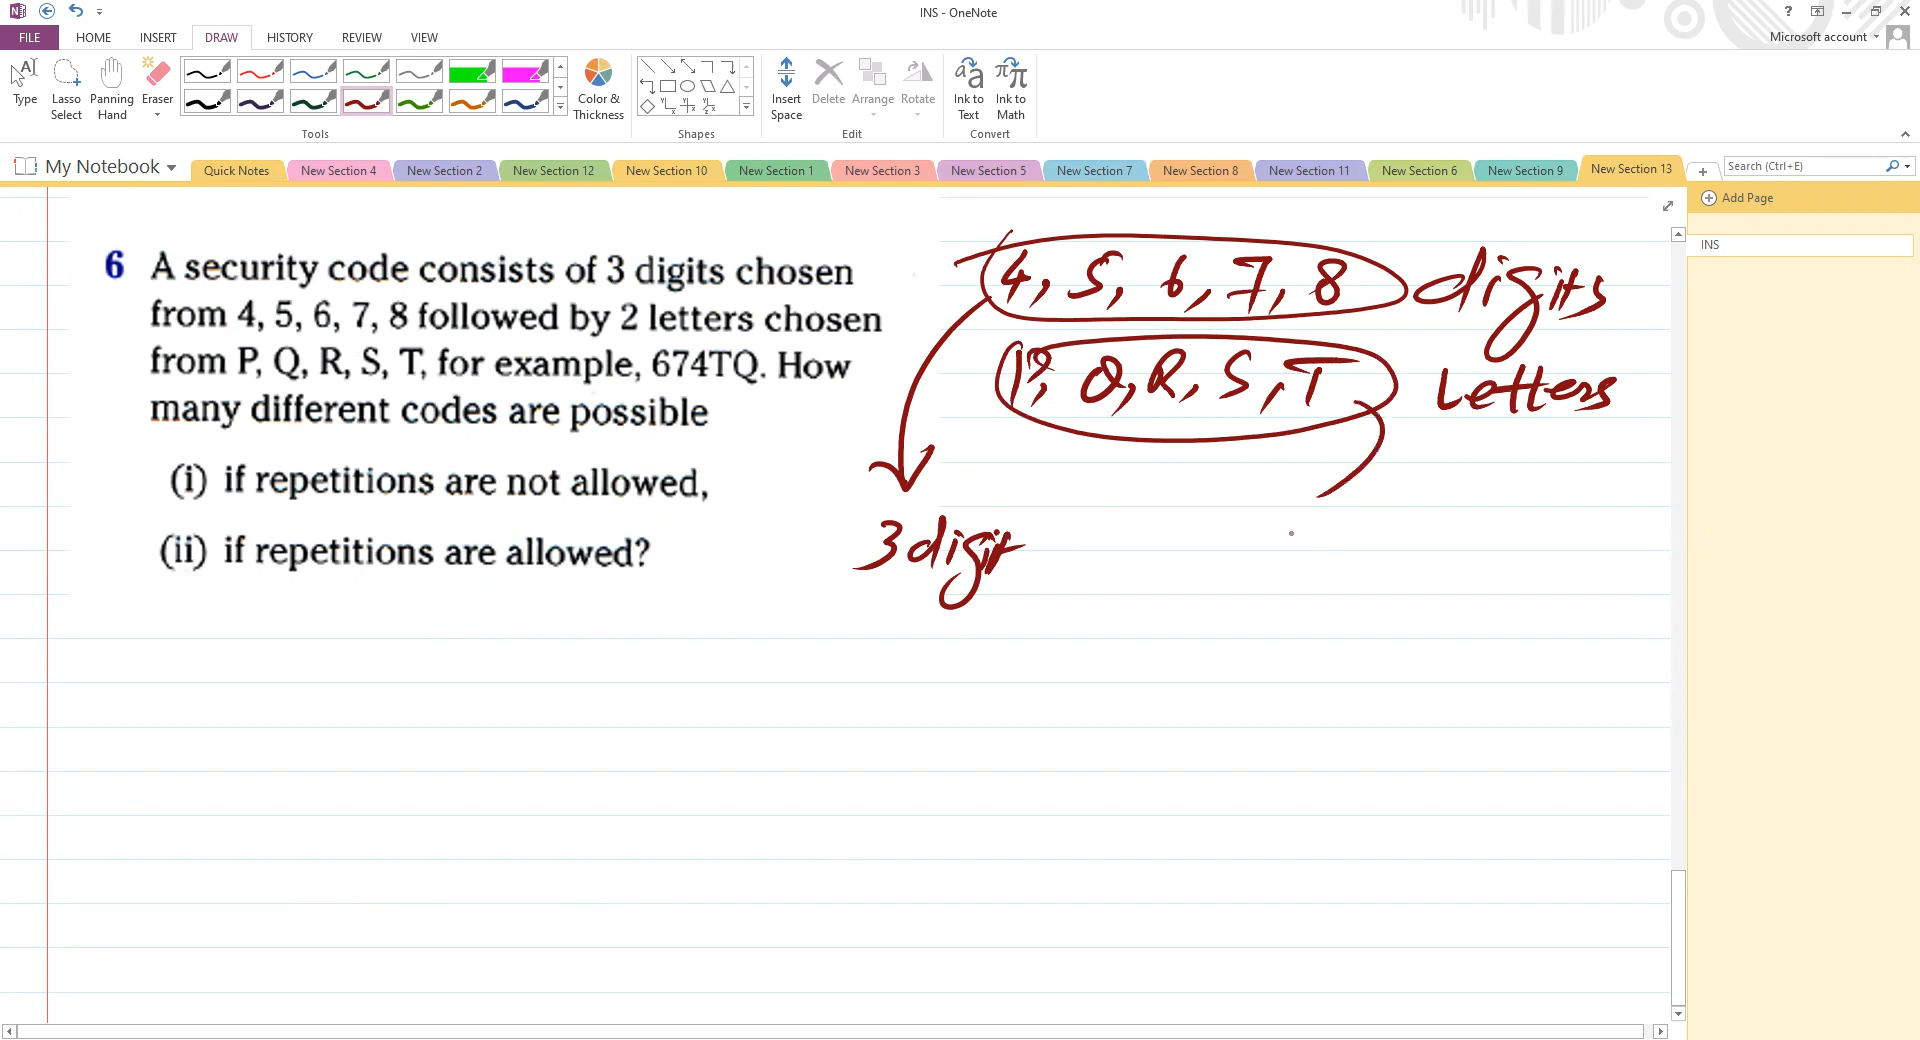 INS - OneNote
?
FILE HOME INSERT DRAW HISTORY REVIEW VIEW
Microsoft account
Type Lasso Select Panning Hand Eraser
Color & Thickness
Insert Space Delete Arrange Rotate
Ink to Text Ink to Math
Tools Shapes Edit Convert
My Notebook Quick Notes New Section 4 New Section 2 New Section 12 New Section 10 New Section 1 New Section 3 New Section 5 New Section 7 New Section 8 New Section 11 New Section 6 New Section 9 New Section 13
Search (Ctrl+E)
Add Page
INS
6 A security code consists of 3 digits chosen
from 4, 5, 6, 7, 8 followed by 2 letters chosen
from P, Q, R, S, T, for example, 674TQ. How
many different codes are possible
(i) if repetitions are not allowed,
(ii) if repetitions are allowed?
4, 5, 6, 7, 8 digits
P, Q, R, S, T Letters
3 digit